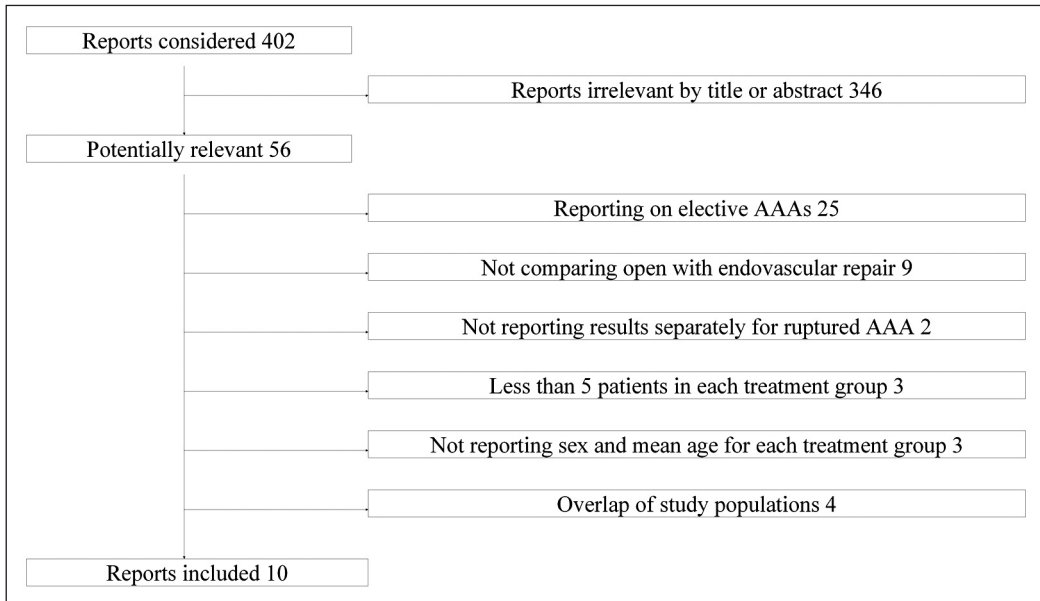 Reports considered 402
Reports irrelevant by title or abstract 346
Potentially relevant 56
Reporting on elective AAAs 25
Not comparing open with endovascular repair 9
Not reporting results separately for ruptured AAA 2
Less than 5 patients in each treatment group 3
Not reporting sex and mean age for each treatment group 3
Overlap of study populations 4
Reports included 10